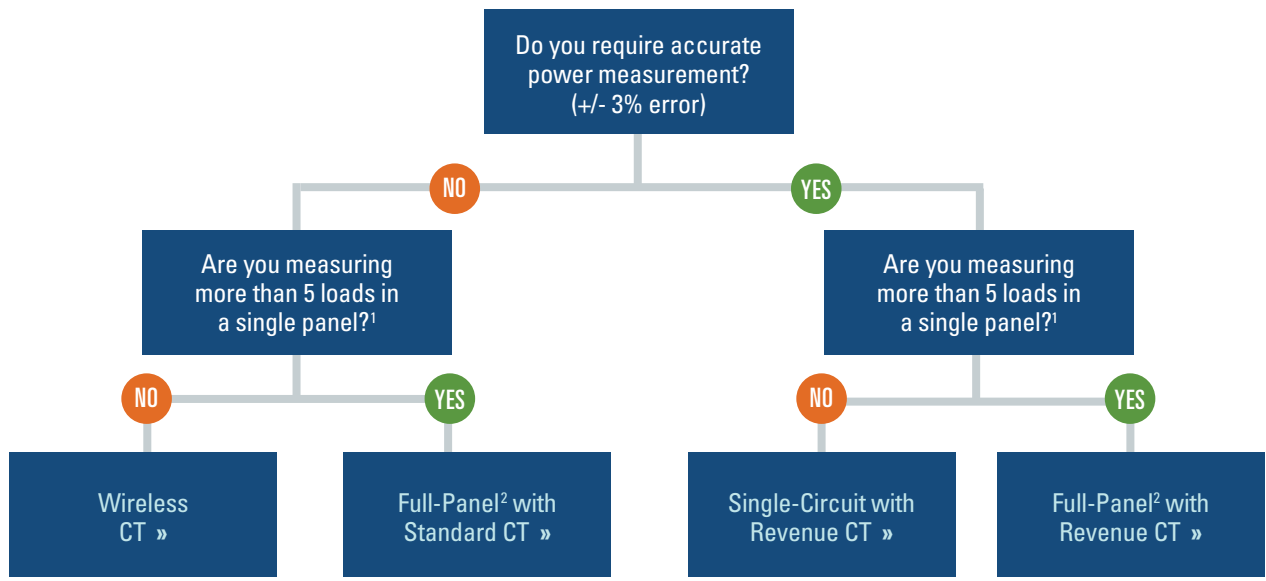 Do you require accurate
power measurement?
(+/- 3% error)
NO
YES
Are you measuring
more than 5 loads in
a single panel?¹
Are you measuring
more than 5 loads in
a single panel?¹
NO
YES
NO
YES
Wireless
CT »
Full-Panel² with
Standard CT »
Single-Circuit with
Revenue CT »
Full-Panel² with
Revenue CT »